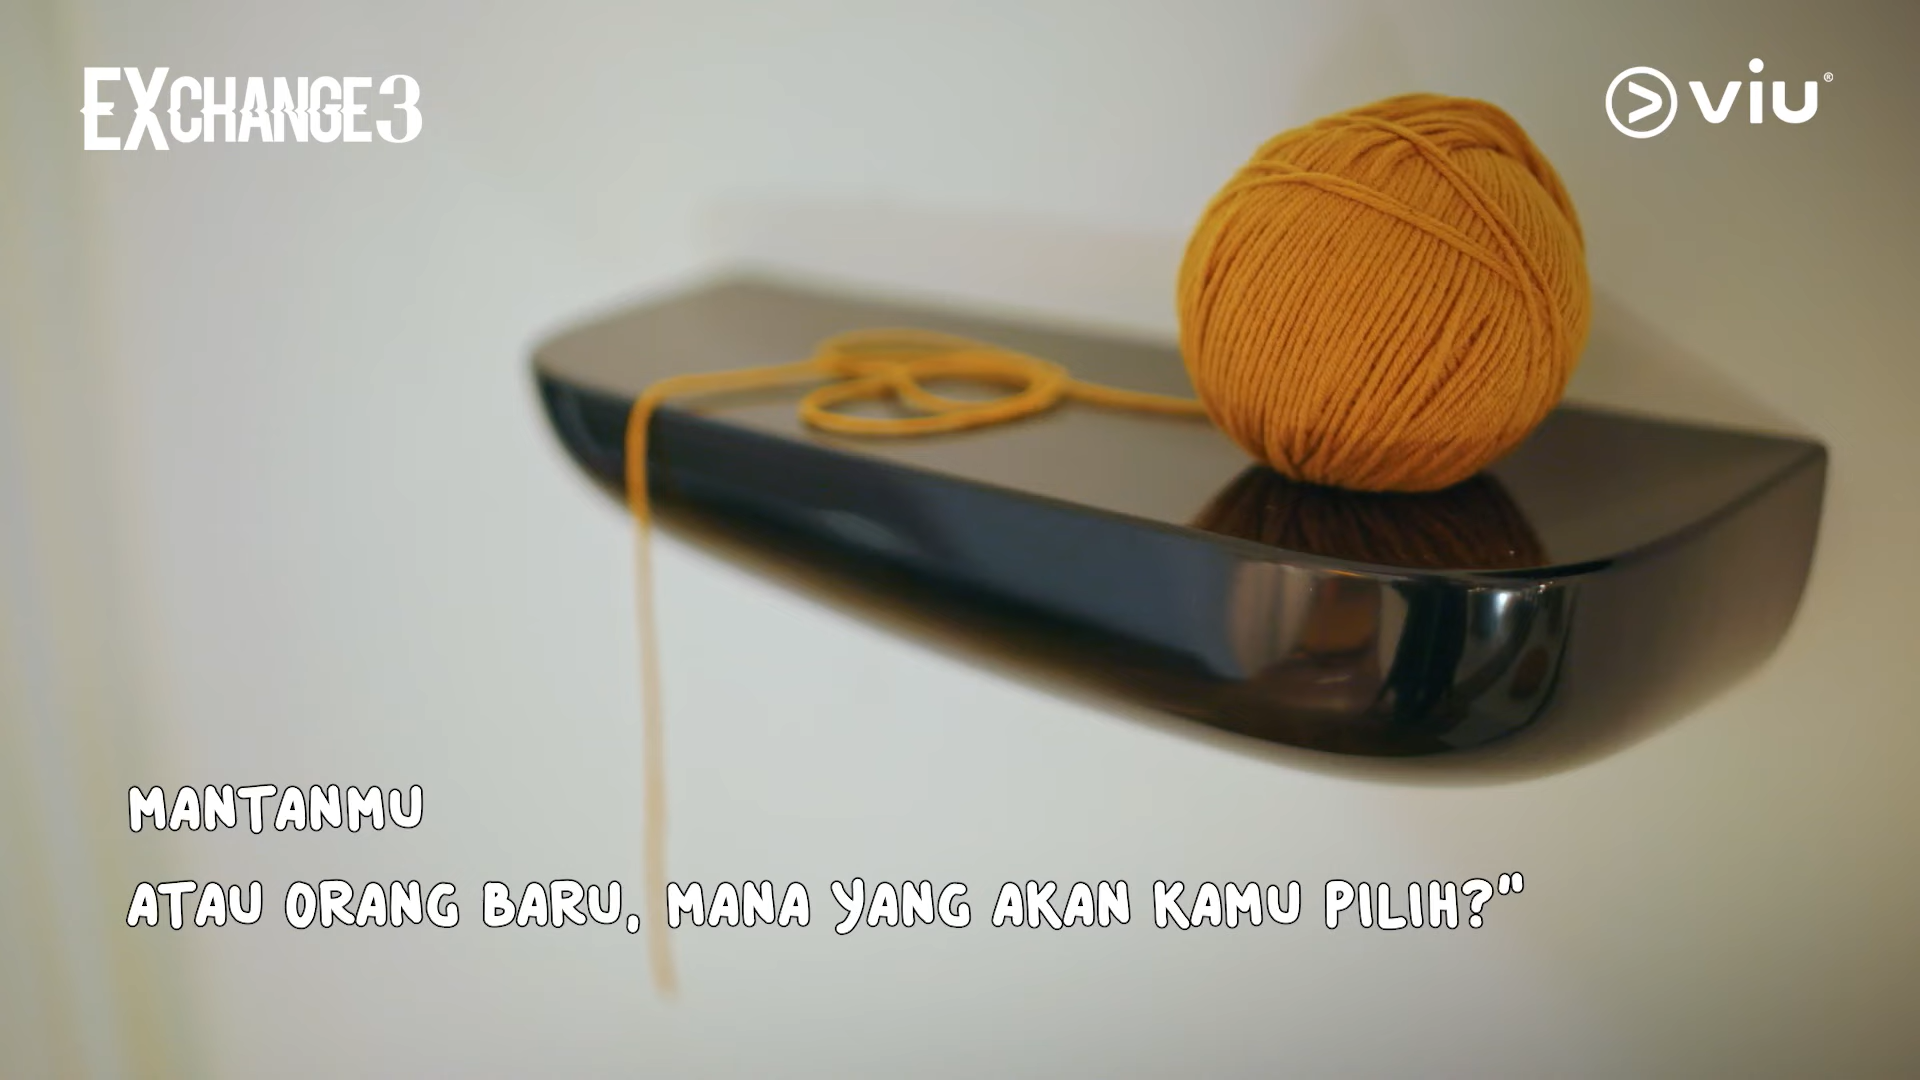 EXCHANGE3
viu®
MANTANMU
ATAU ORANG BARU, MANA YANG AKAN KAMU PILIH?"